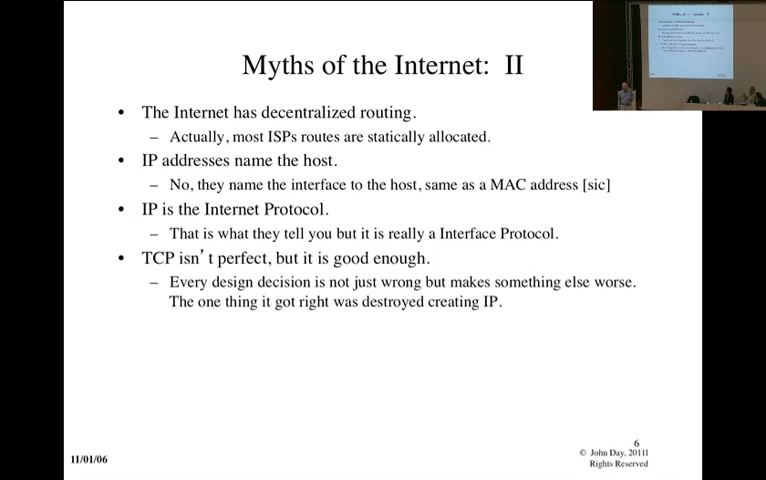 Myths of the Internet: II
• The Internet has decentralized routing.
– Actually, most ISPs routes are statically allocated.
• IP addresses name the host.
– No, they name the interface to the host, same as a MAC address [sic]
• IP is the Internet Protocol.
– That is what they tell you but it is really a Interface Protocol.
• TCP isn’t perfect, but it is good enough.
– Every design decision is not just wrong but makes something else worse.
The one thing it got right was destroyed creating IP.
11/01/06
6
© John Day, 20111
Rights Reserved